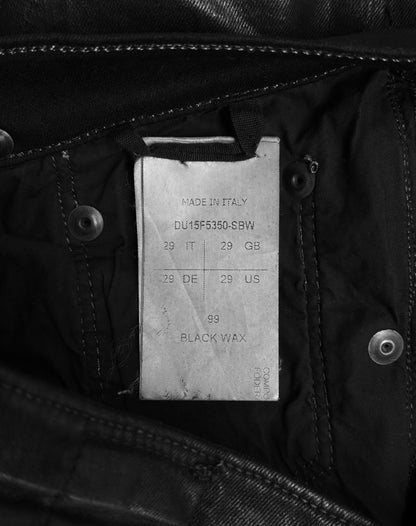 MADE IN ITALY
DU15F5350-SBW
29 IT 29 GB
29 DE 29 US
99
BLACK WAX